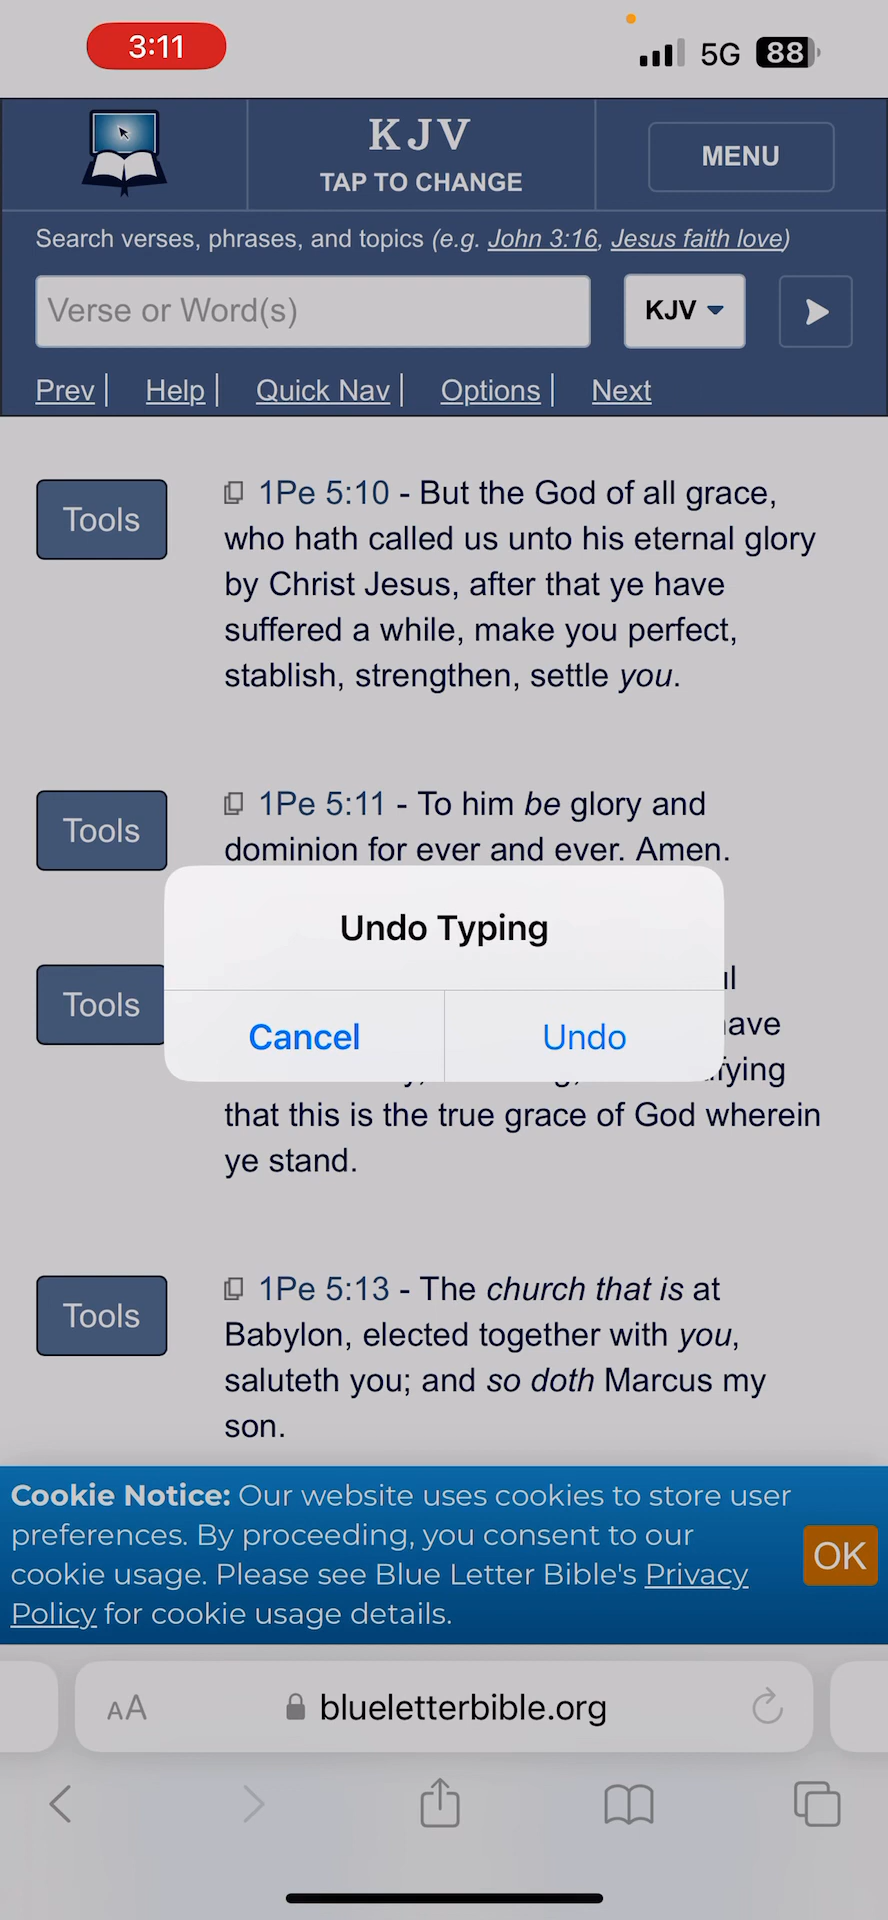 3:11
5G 88
KJV
TAP TO CHANGE
MENU
Search verses, phrases, and topics (e.g. John 3:16, Jesus faith love)
Verse or Word(s)
KJV
Prev | Help | Quick Nav | Options | Next
Tools
1Pe 5:10 - But the God of all grace,
who hath called us unto his eternal glory
by Christ Jesus, after that ye have
suffered a while, make you perfect,
stablish, strengthen, settle you.
Tools
1Pe 5:11 - To him be glory and
dominion for ever and ever. Amen.
Undo Typing
Cancel
Undo
Tools
that this is the true grace of God wherein
ye stand.
Tools
1Pe 5:13 - The church that is at
Babylon, elected together with you,
saluteth you; and so doth Marcus my
son.
Cookie Notice: Our website uses cookies to store user
preferences. By proceeding, you consent to our
cookie usage. Please see Blue Letter Bible's Privacy
Policy for cookie usage details.
OK
AA
blueletterbible.org